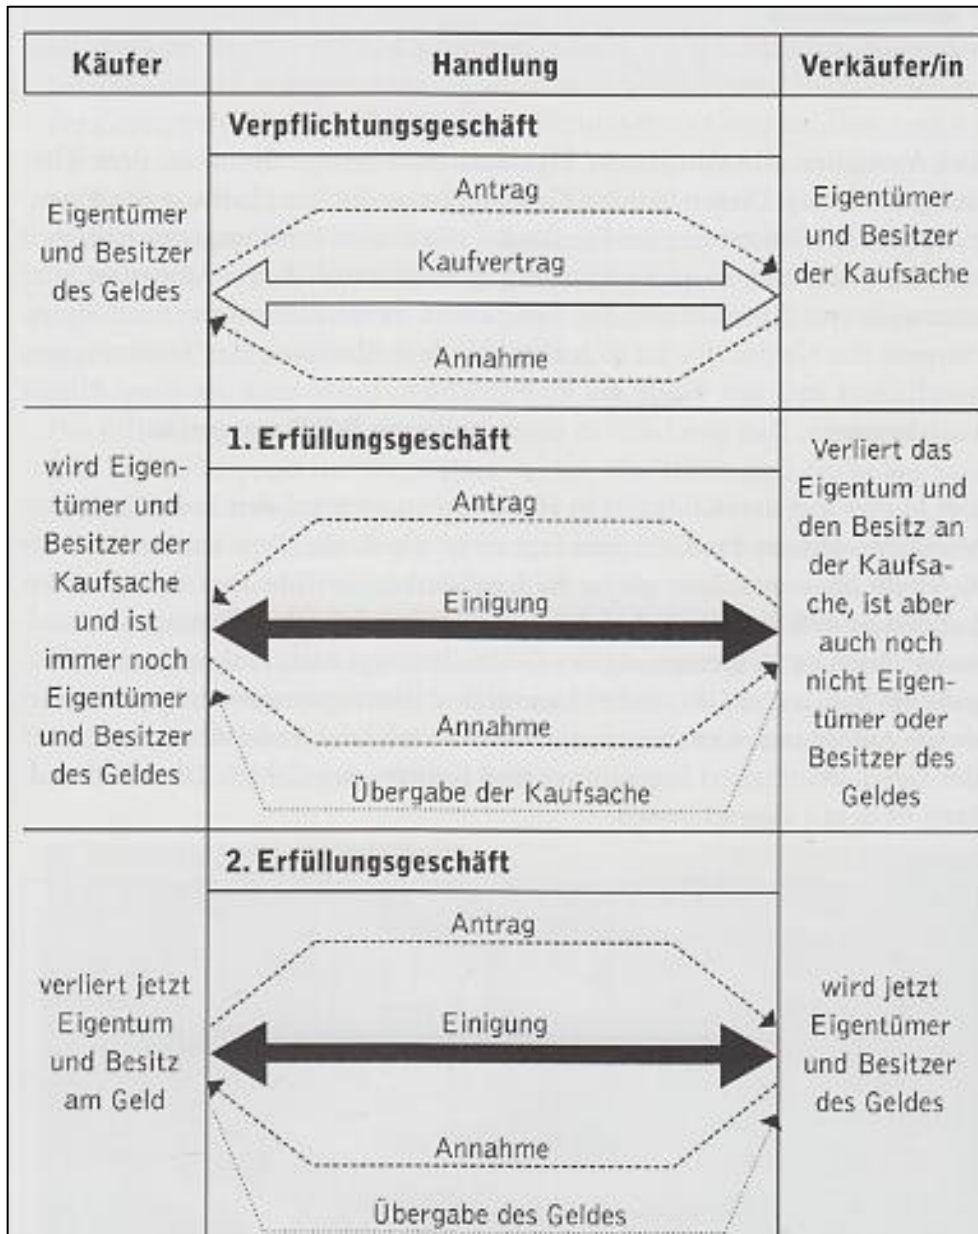 Käufer
Handlung
Verkäufer/in
Verpflichtungsgeschäft
Eigentümer
und Besitzer
des Geldes
Antrag
Kaufvertrag
Annahme
Eigentümer
und Besitzer
der Kaufsache
1. Erfüllungsgeschäft
wird Eigen-
tümer und
Besitzer der
Kaufsache
und ist
immer noch
Eigentümer
und Besitzer
des Geldes
Antrag
Einigung
Annahme
Übergabe der Kaufsache
Verliert das
Eigentum und
den Besitz an
der Kaufsa-
che, ist aber
auch noch
nicht Eigen-
tümer oder
Besitzer des
Geldes
2. Erfüllungsgeschäft
verliert jetzt
Eigentum
und Besitz
am Geld
Antrag
Einigung
Annahme
Übergabe des Geldes
wird jetzt
Eigentümer
und Besitzer
des Geldes